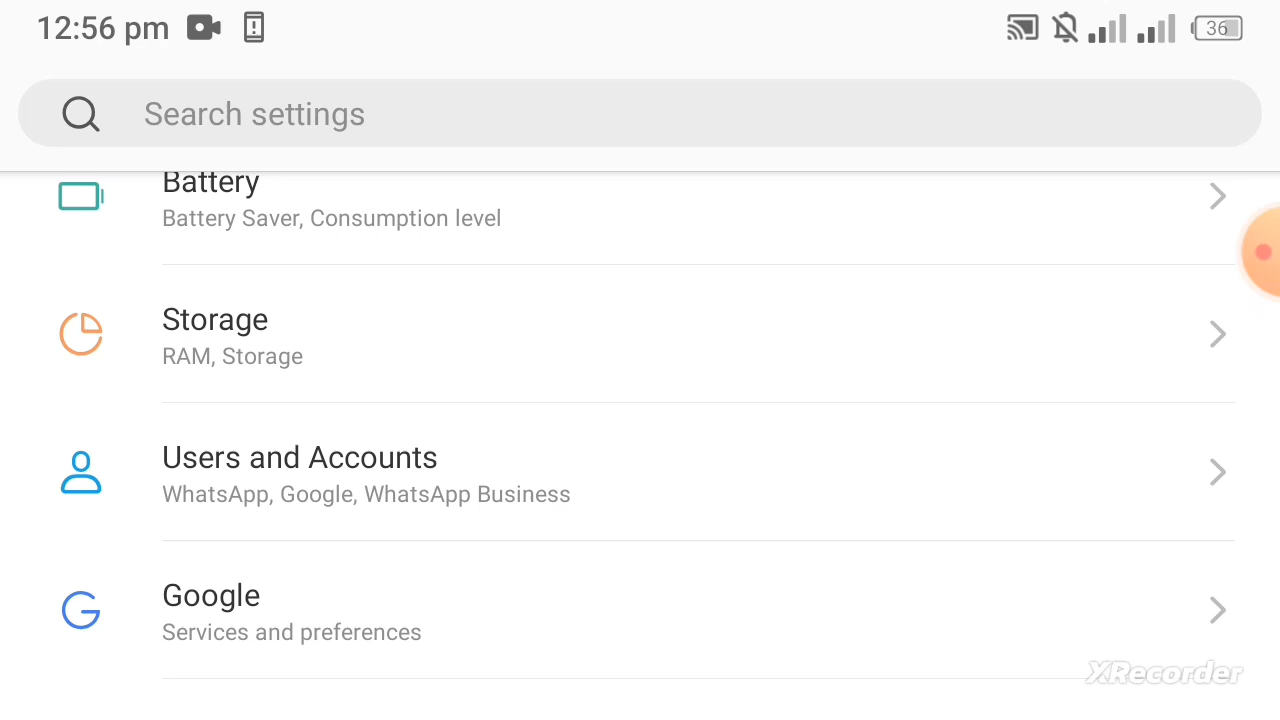 12:56 pm
36
Search settings
Battery
Battery Saver, Consumption level
Storage
RAM, Storage
Users and Accounts
WhatsApp, Google, WhatsApp Business
Google
Services and preferences
XRecorder